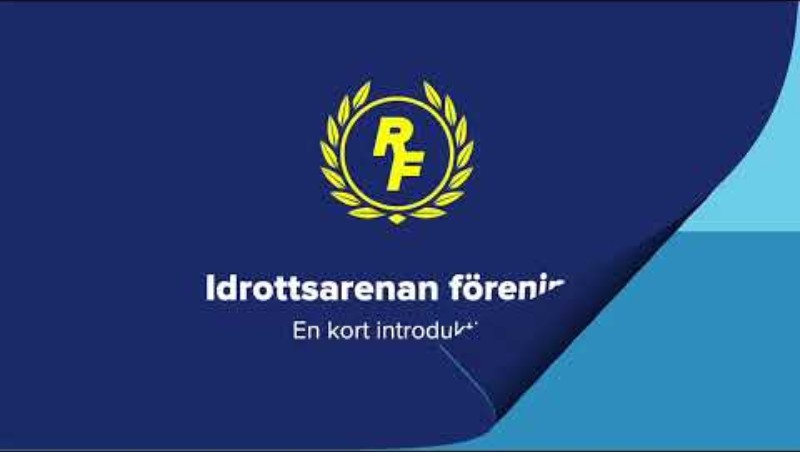 RF
Idrottsarenan
En kort